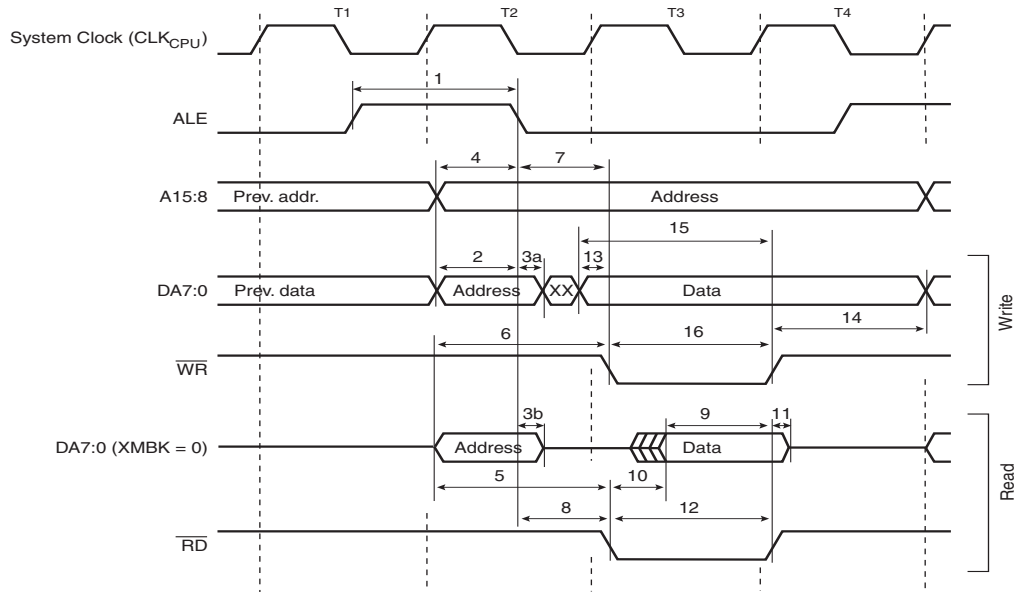 T1 T2 T3 T4
System Clock (CLKCPU)
1
ALE
4 7
A15:8 Prev. addr. Address
15
2 3a 13
DA7:0 Prev. data Address XX Data
14
6 16
WR
Write
3b 9 11
DA7:0 (XMBK = 0) Address Data
5 10
8 12
RD
Read